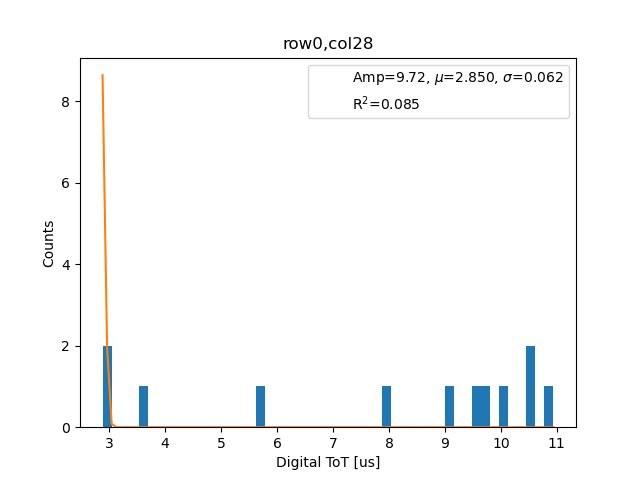 row0,col28
Amp=9.72, μ=2.850, σ=0.062
R²=0.085
Counts
8
6
4
2
0
3 4 5 6 7 8 9 10 11
Digital ToT [us]